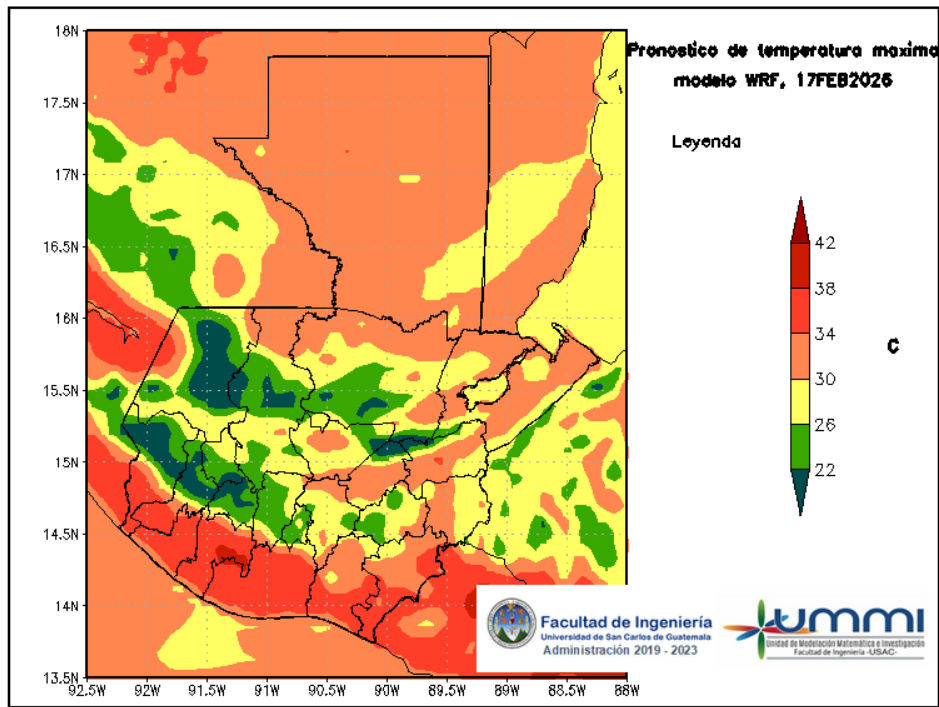 Pronostico de temperatura maxima
modelo WRF, 17FEB2026
Leyenda
18N
17.5N
17N
16.5N
16N
15.5N
15N
14.5N
14N
13.5N
92.5W 92W 91.5W 91W 90.5W 90W 89.5W 89W 88.5W 88W
42
38
34
30
26
22
C
Facultad de Ingeniería
Universidad de San Carlos de Guatemala
Administración 2019 - 2023
UMMI
Unidad de Modelación Matemática e Investigación
Facultad de Ingeniería -USAC-